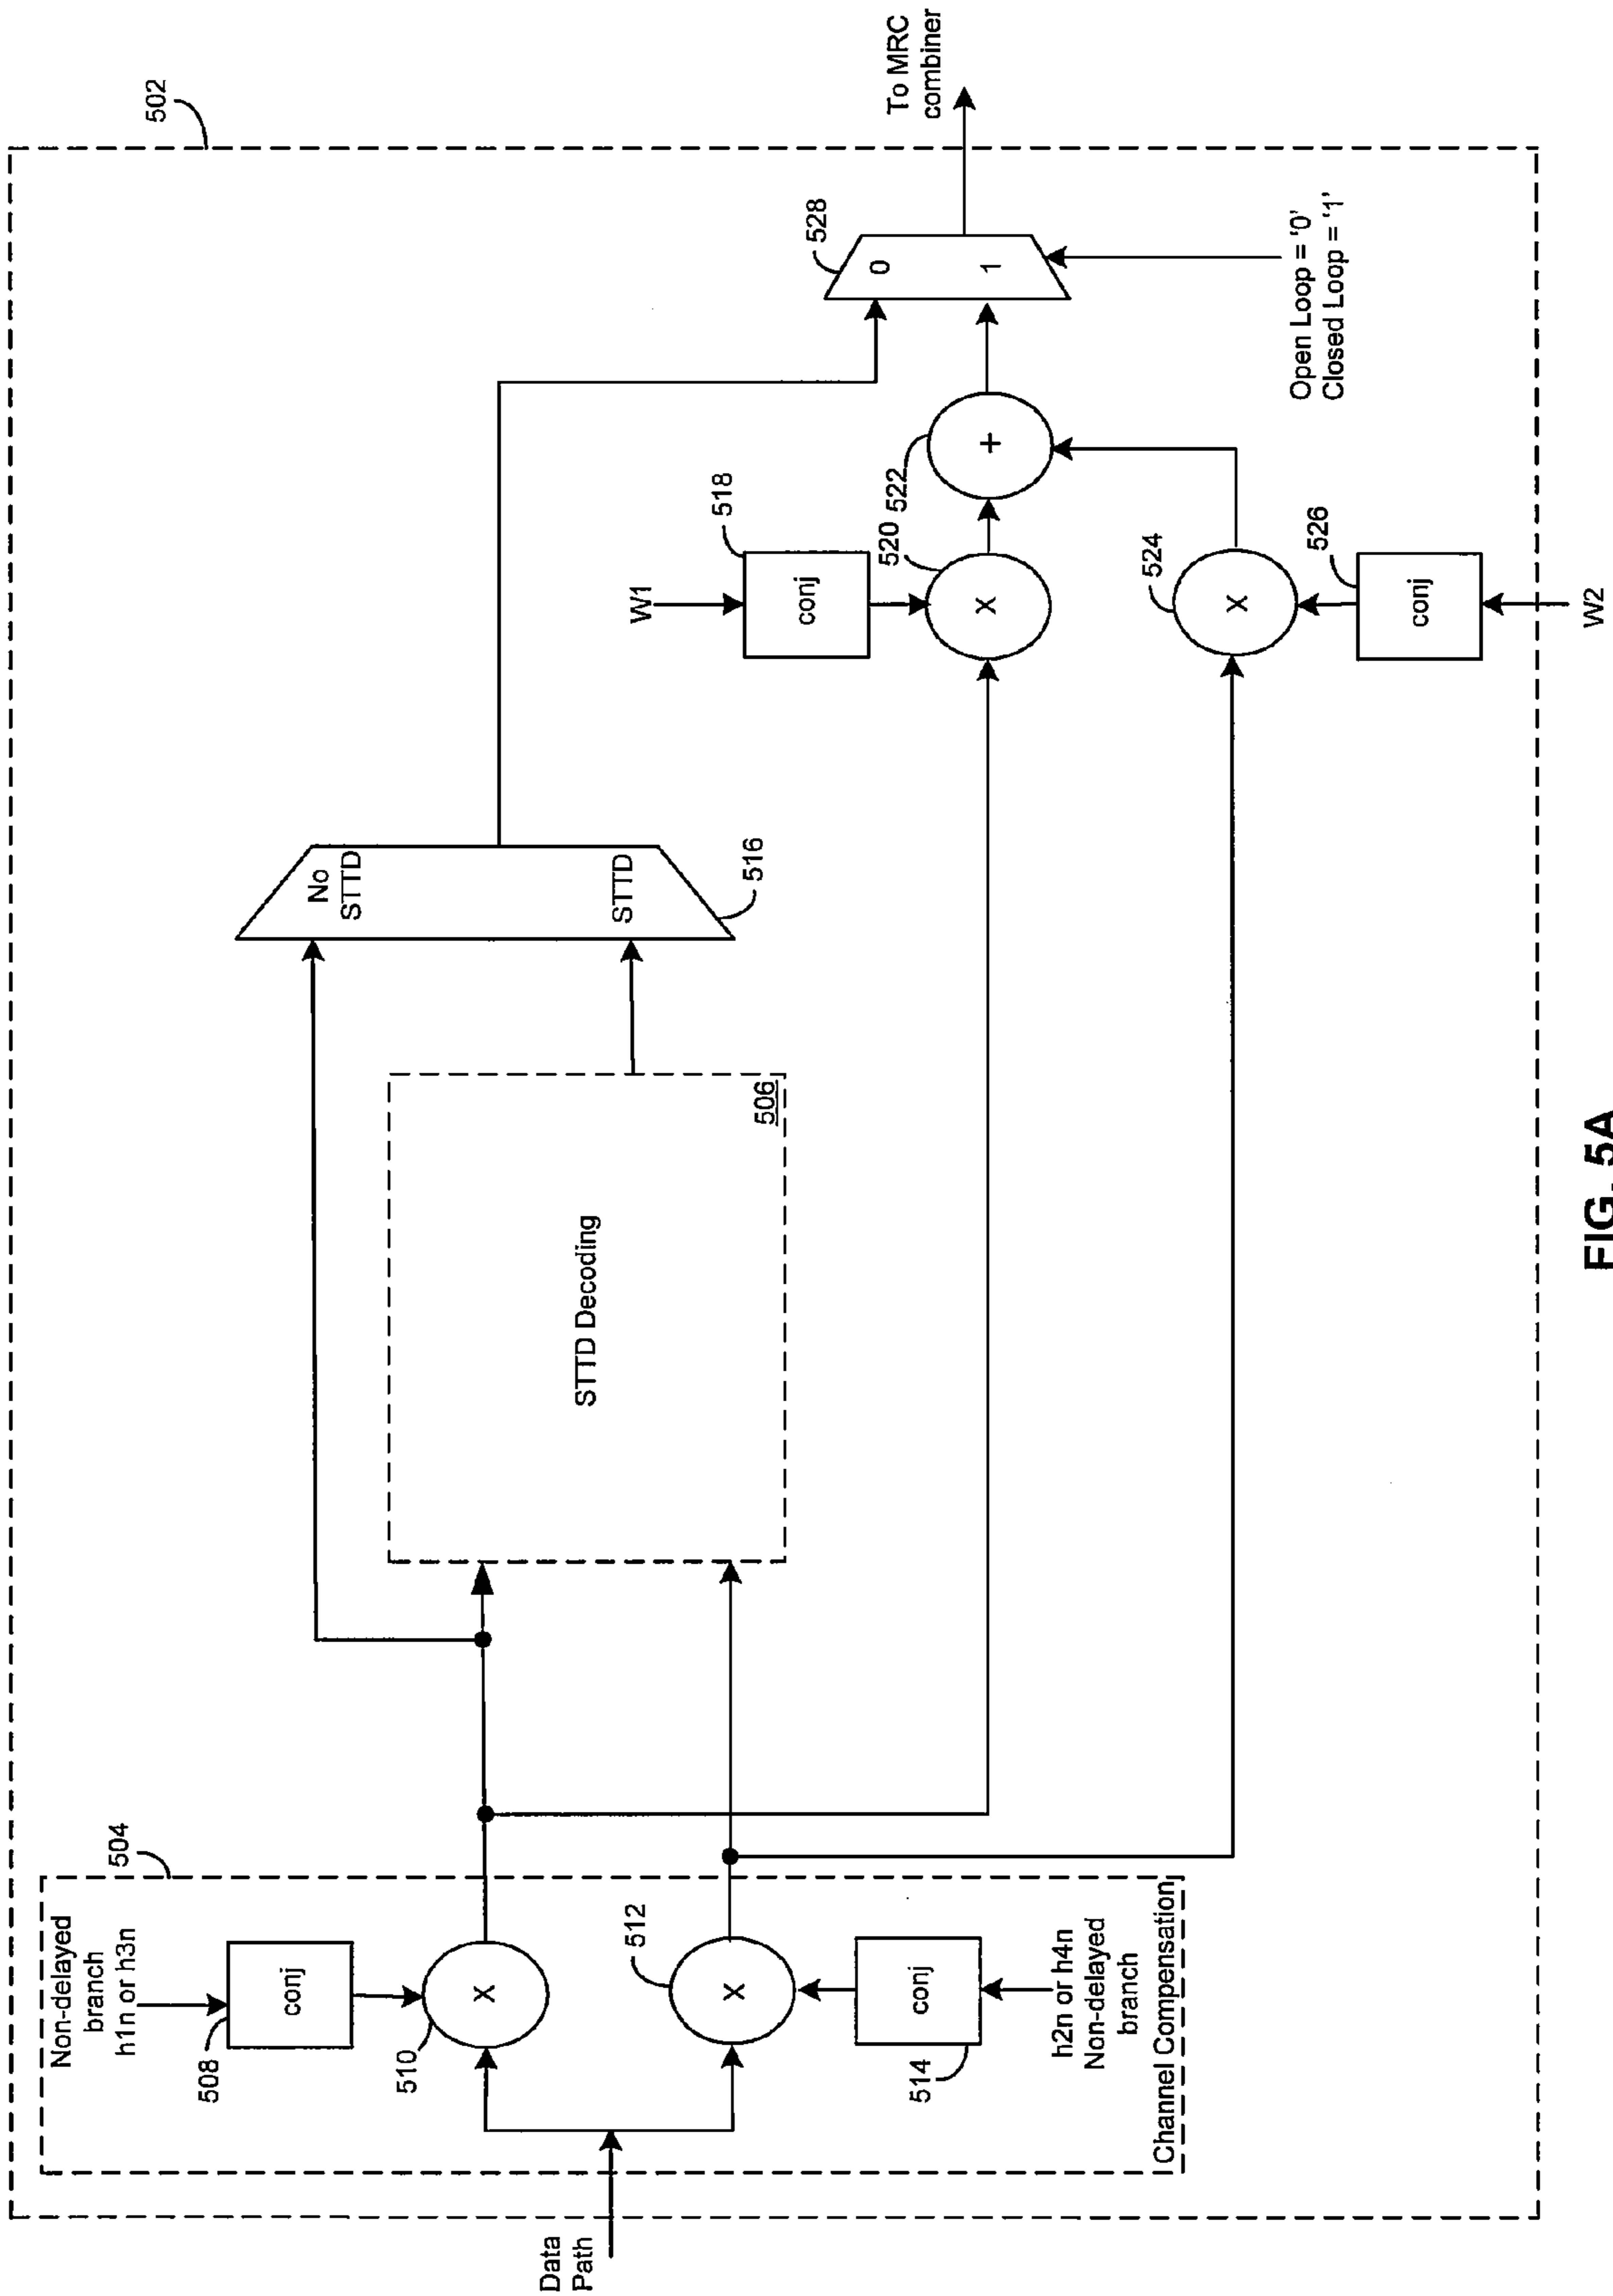 502
504
Non-delayed
branch
h1n or h3n
508
conj
510
X
Data
Path
512
X
514
conj
h2n or h4n
Non-delayed
branch
Channel Compensation
STTD Decoding
506
No
STTD
STTD
516
W1
518
conj
520
X
522
+
524
X
526
conj
W2
528
0
1
Open Loop = '0'
Closed Loop = '1'
To MRC
combiner
FIG. 5A